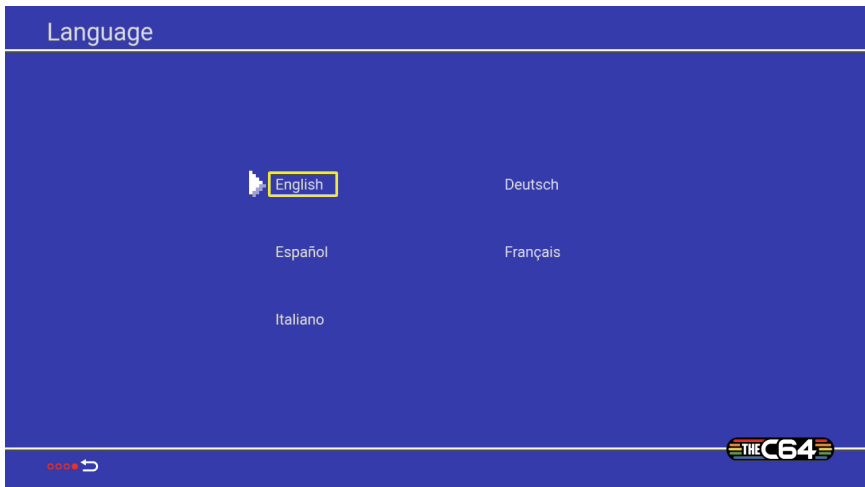 Language
English
Deutsch
Español
Français
Italiano
THEC64